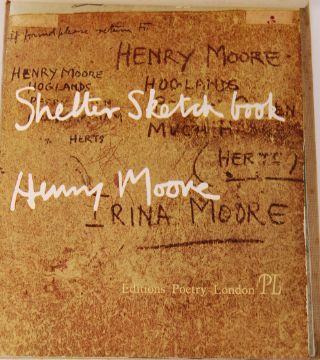 if found please return to
HENRY MOORE
HENRY MOORE
HOGLANDS
HOGLANDS
Shelter Sketch book
MUCH
HERTS
(HERTS)
Henry Moore
IRINA MOORE
Editions Poetry London PL